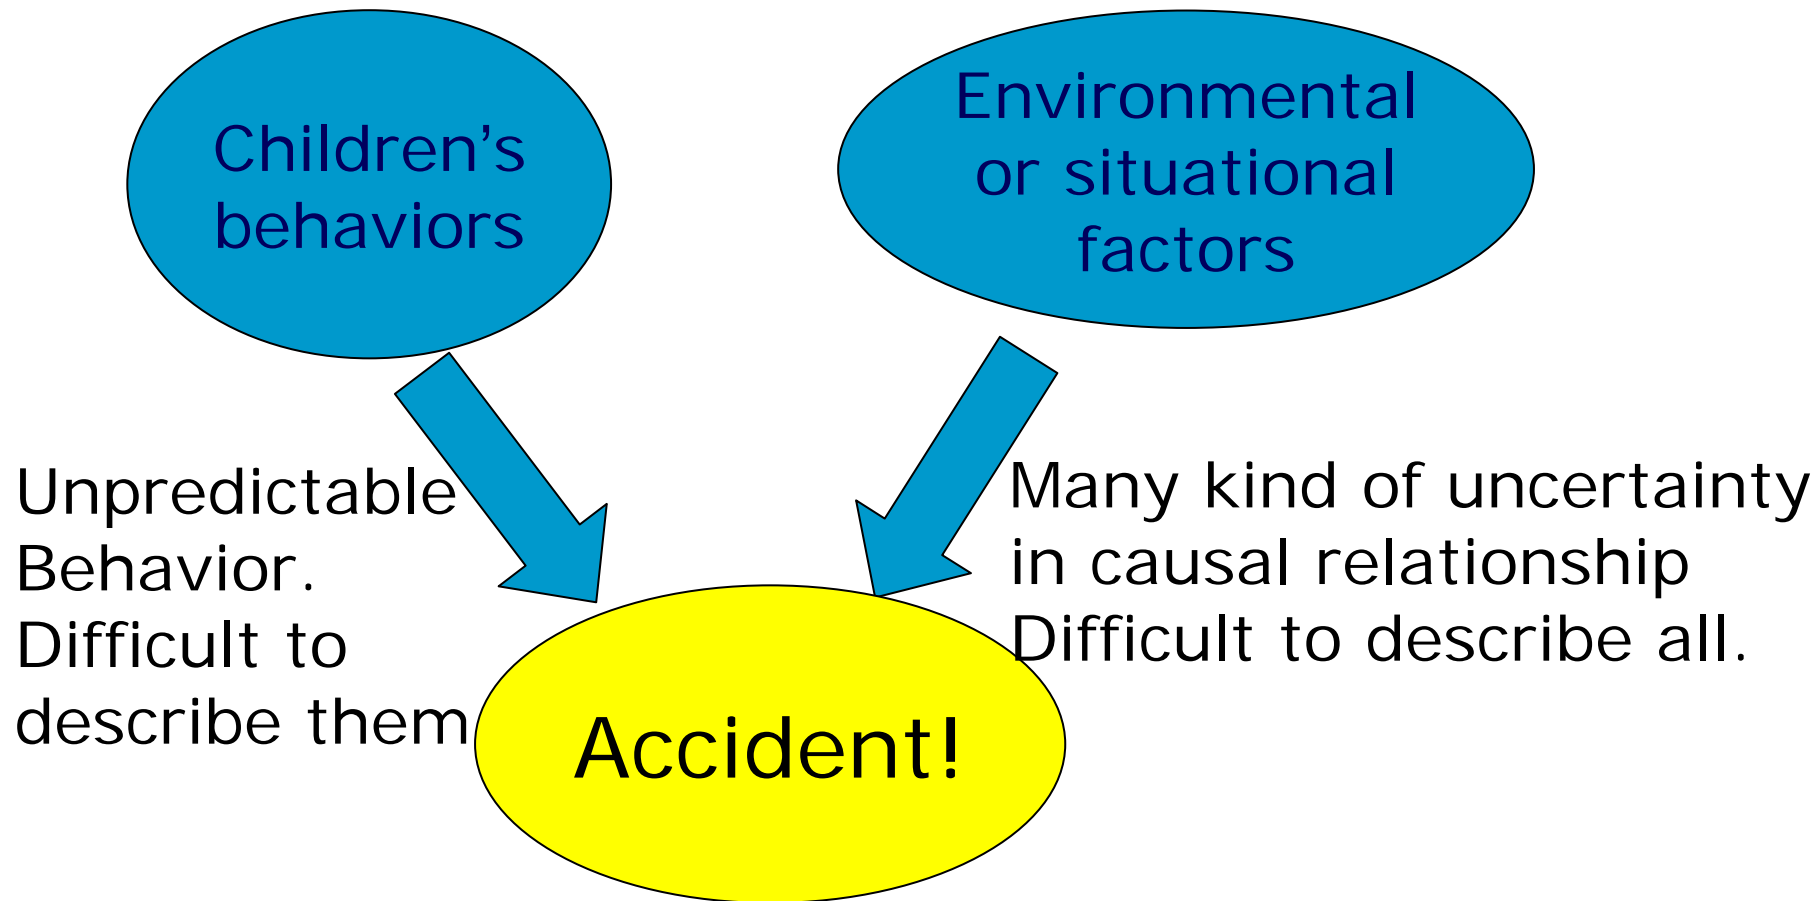 Children’s
behaviors
Environmental
or situational
factors
Unpredictable
Behavior.
Difficult to
describe them
Many kind of uncertainty
in causal relationship
Difficult to describe all.
Accident!